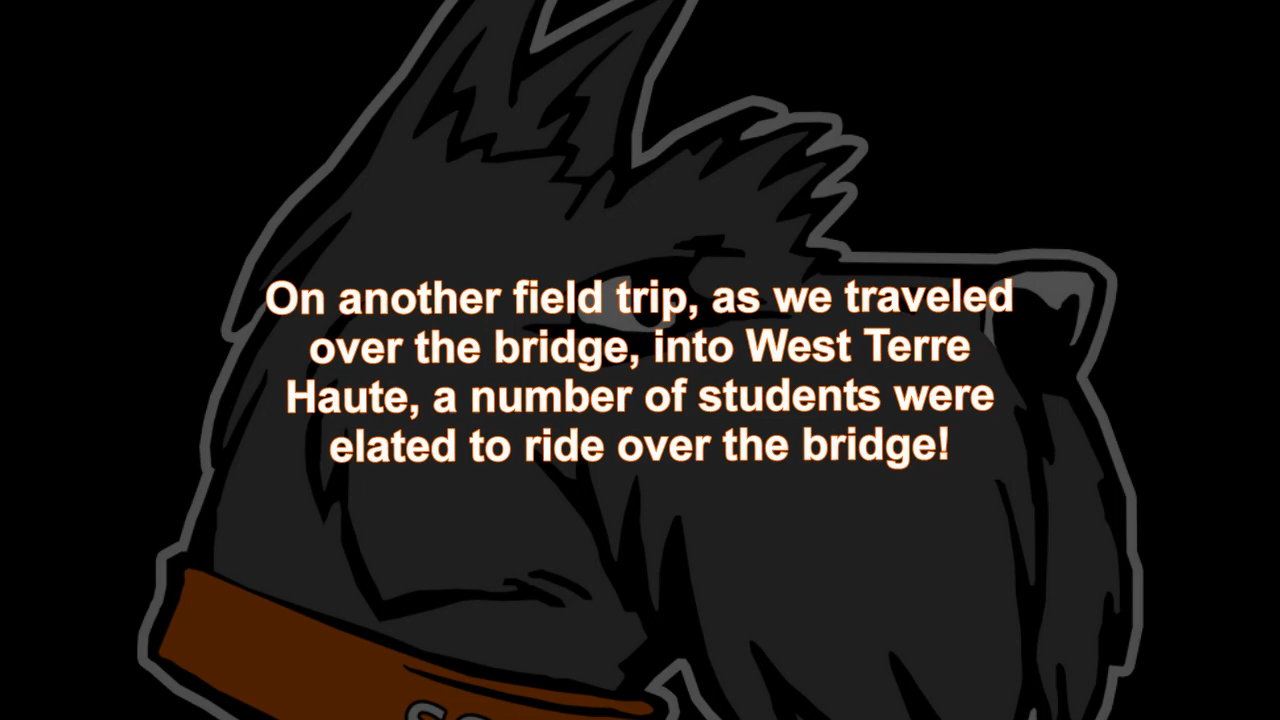 On another field trip, as we traveled
over the bridge, into West Terre
Haute, a number of students were
elated to ride over the bridge!